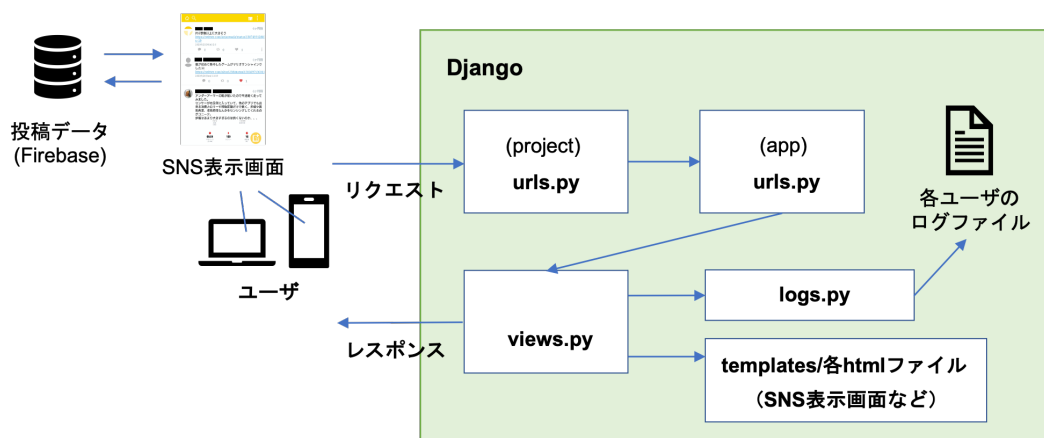 投稿データ
(Firebase)
SNS表示画面
ユーザ
リクエスト
レスポンス
Django
(project)
urls.py
(app)
urls.py
各ユーザの
ログファイル
views.py
logs.py
templates/各htmlファイル
（SNS表示画面など）